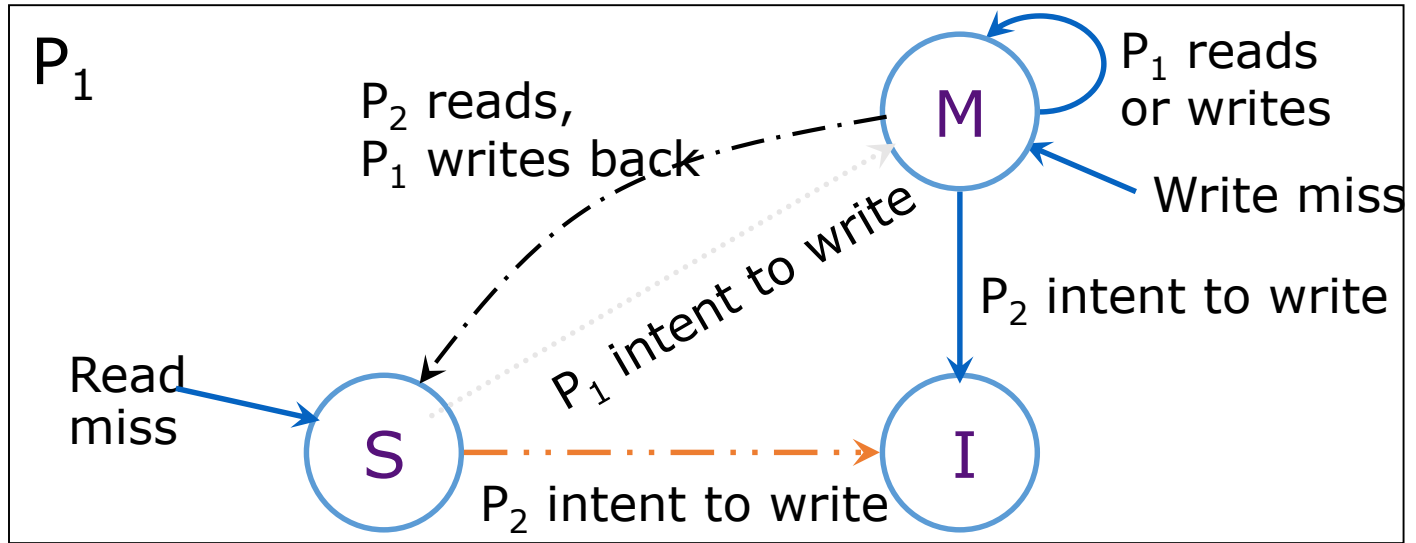 P₁
P₂ reads,
P₁ writes back
M
P₁ reads
or writes
Write miss
P₁ intent to write
P₂ intent to write
Read
miss
S
I
P₂ intent to write